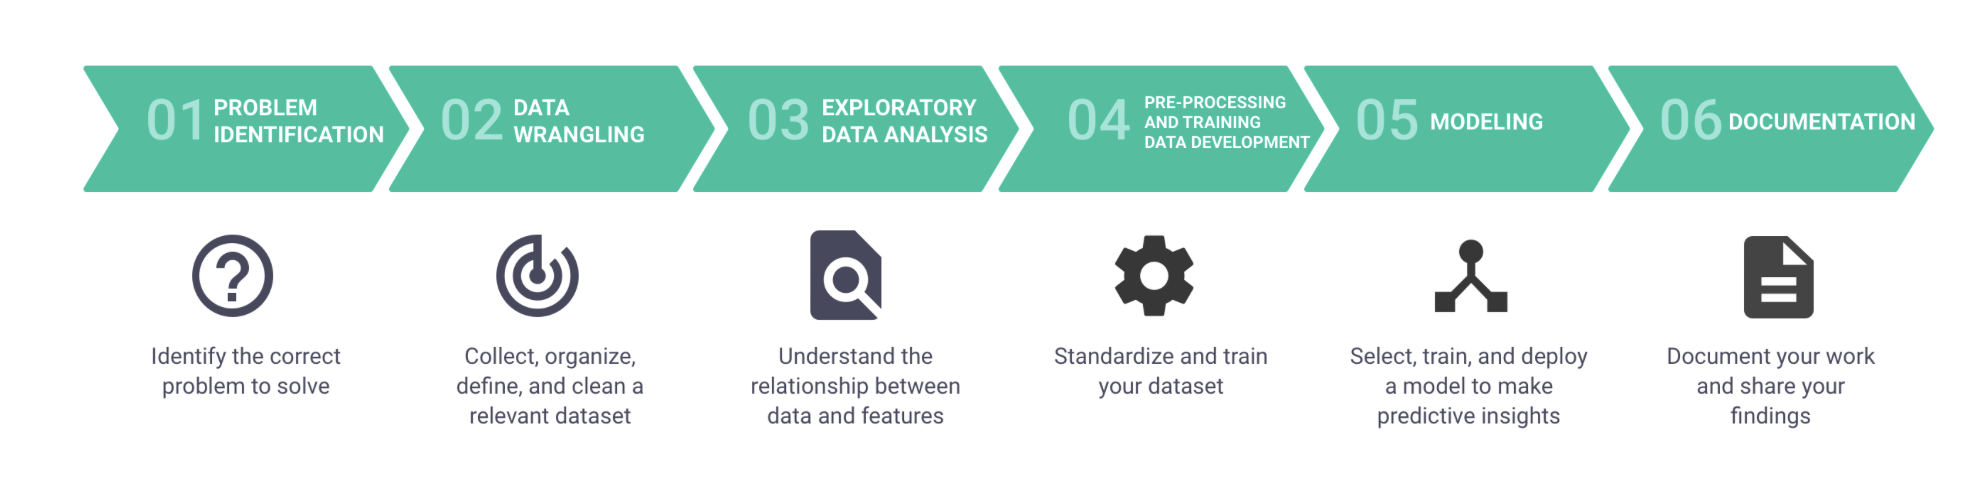 01 PROBLEM
IDENTIFICATION
02 DATA
WRANGLING
03 EXPLORATORY
DATA ANALYSIS
04 PRE-PROCESSING
AND TRAINING
DATA DEVELOPMENT
05 MODELING
06 DOCUMENTATION
Identify the correct
problem to solve
Collect, organize,
define, and clean a
relevant dataset
Understand the
relationship between
data and features
Standardize and train
your dataset
Select, train, and deploy
a model to make
predictive insights
Document your work
and share your
findings